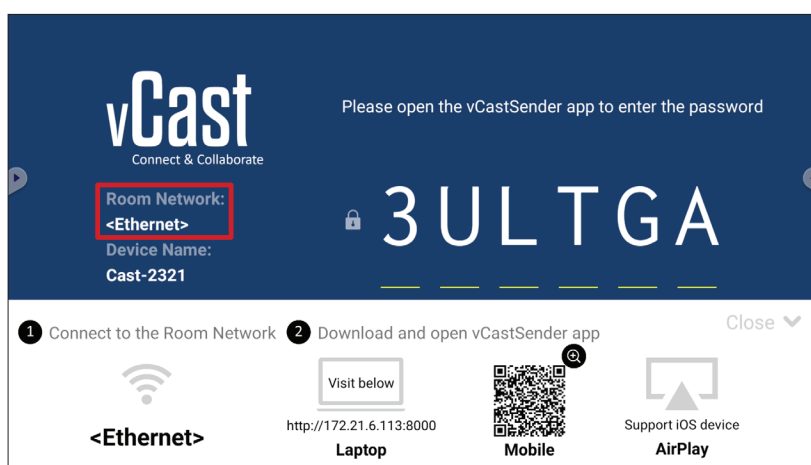 vCast
Connect & Collaborate
Please open the vCastSender app to enter the password
Room Network:
<Ethernet>
Device Name:
Cast-2321
3ULTGA
1 Connect to the Room Network
2 Download and open vCastSender app
Close
<Ethernet>
Visit below
http://172.21.6.113:8000
Laptop
Mobile
Support iOS device
AirPlay